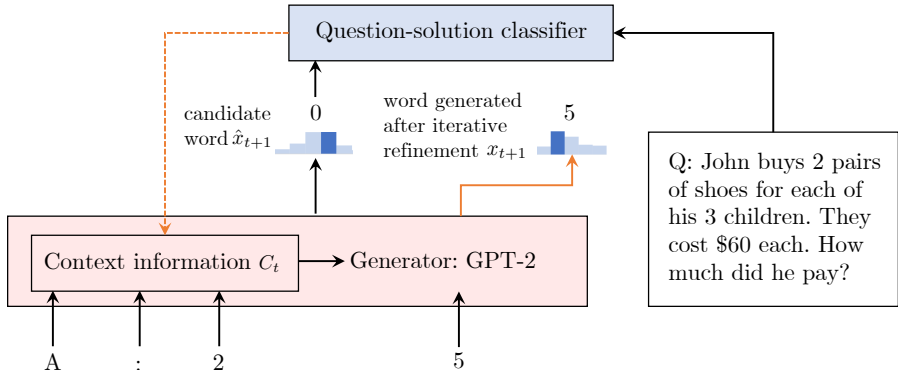 Question-solution classifier
candidate
word x̂ₜ₊₁
0
word generated
after iterative
refinement xₜ₊₁
5
Q: John buys 2 pairs
of shoes for each of
his 3 children. They
cost $60 each. How
much did he pay?
Context information Cₜ
Generator: GPT-2
A
:
2
5